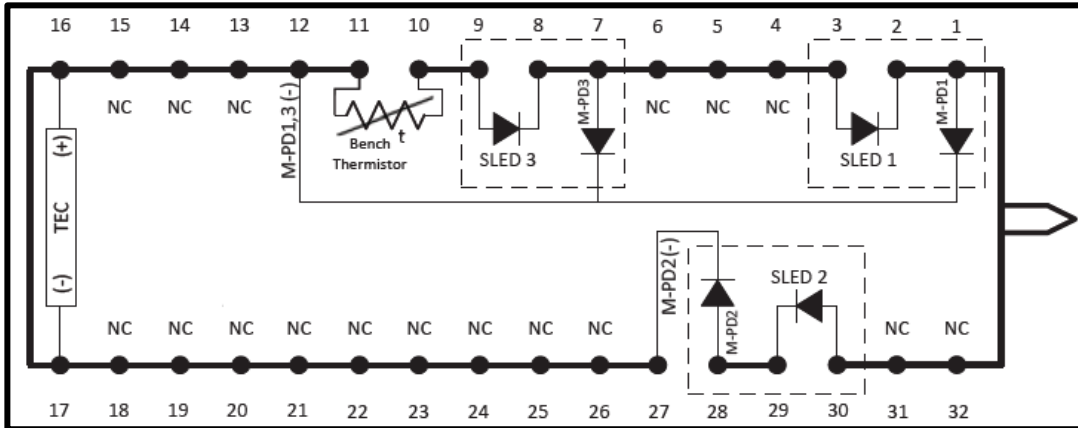 16 15 14 13 12 11 10 9 8 7 6 5 4 3 2 1
NC NC NC M-PD1,3 (-) M-PD3 NC NC NC M-PD1
t
Bench
Thermistor
SLED 3 SLED 1
(+)
TEC
(-)
M-PD2(-) SLED 2
M-PD2
NC NC NC NC NC NC NC NC NC NC NC
17 18 19 20 21 22 23 24 25 26 27 28 29 30 31 32